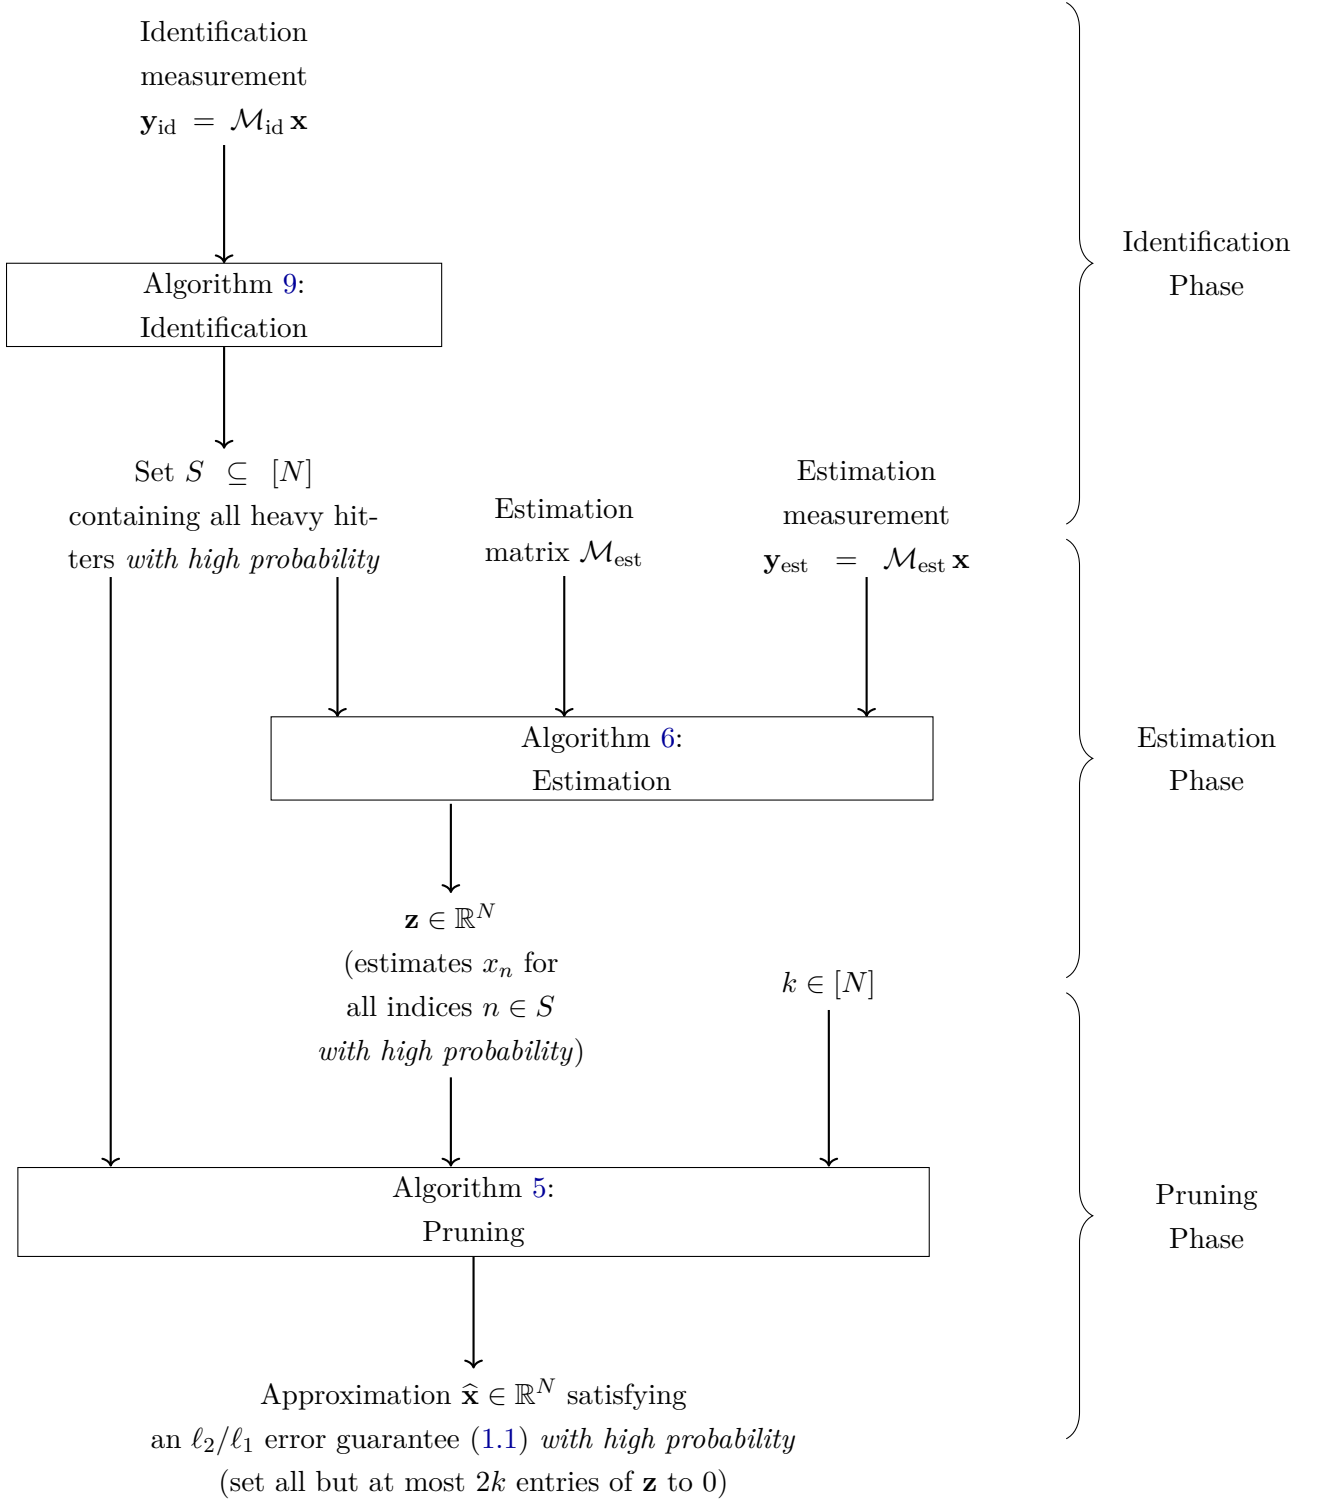 Identification
measurement
y_id = M_id x
Algorithm 9:
Identification
Identification
Phase
Set S ⊆ [N]
containing all heavy hit-
ters with high probability
Estimation
matrix M_est
Estimation
measurement
y_est = M_est x
Algorithm 6:
Estimation
Estimation
Phase
z ∈ ℝ^N
(estimates x_n for
all indices n ∈ S
with high probability)
k ∈ [N]
Algorithm 5:
Pruning
Pruning
Phase
Approximation x̂ ∈ ℝ^N satisfying
an ℓ_2/ℓ_1 error guarantee (1.1) with high probability
(set all but at most 2k entries of z to 0)